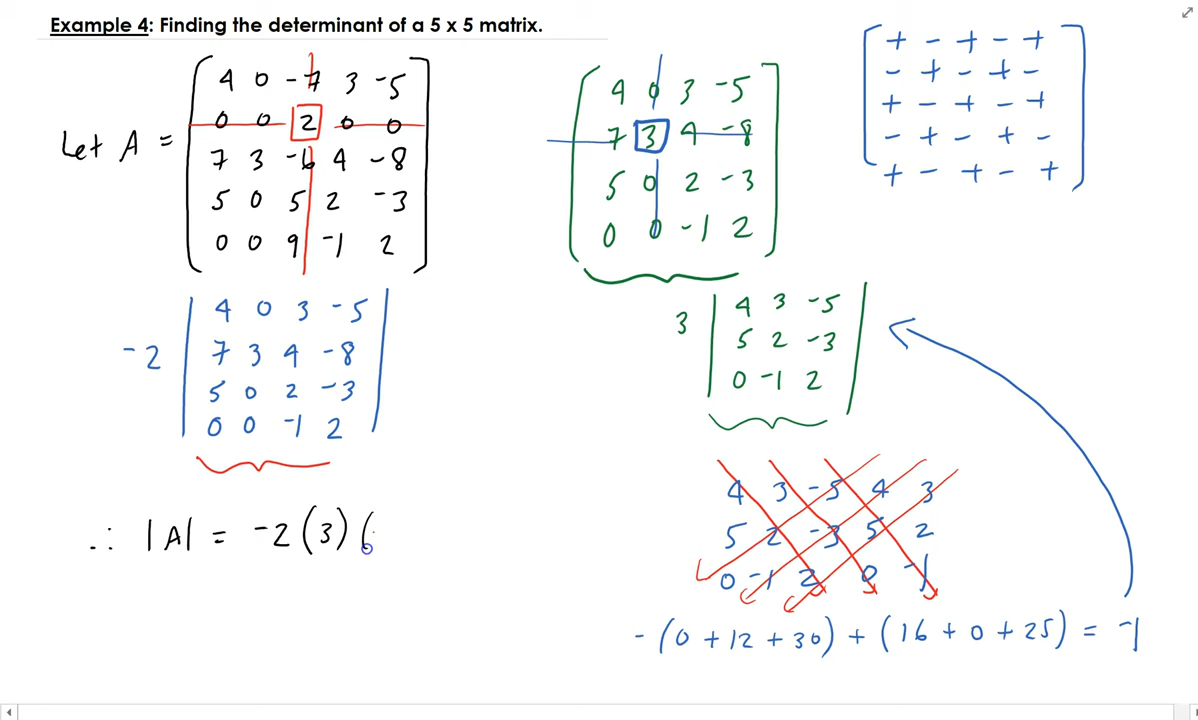 Example 4: Finding the determinant of a 5 x 5 matrix.
Let A =
4 0 -7 3 -5
0 0 2 0 0
7 3 -6 4 -8
5 0 5 2 -3
0 0 9 -1 2
4 0 3 -5
7 3 4 -8
5 0 2 -3
0 0 -1 2
+ - + - +
- + - + -
+ - + - +
- + - + -
+ - + - +
-2
4 0 3 -5
7 3 4 -8
5 0 2 -3
0 0 -1 2
3
4 3 -5
5 2 -3
0 -1 2
4 3 -5 4 3
5 2 -3 5 2
0 -1 2 0 -1
-(0 + 12 + 30) + (16 + 0 + 25) = -1
∴ |A| = -2(3)(